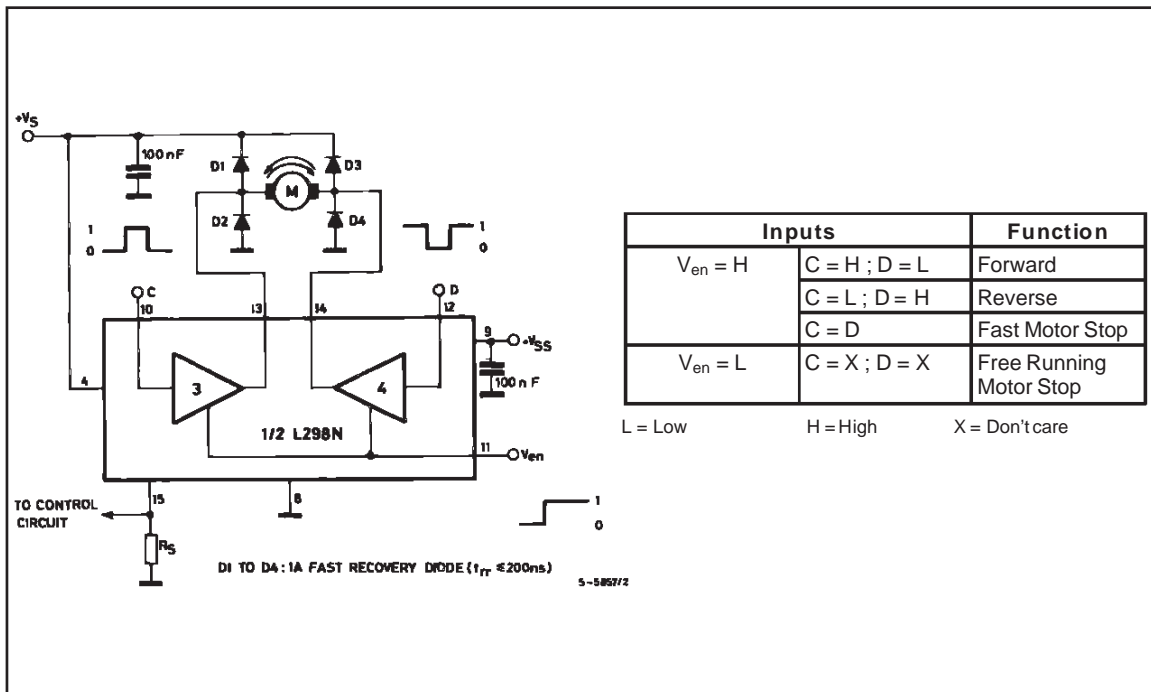 +VS
100nF
D1
D3
M
D2
D4
1
0
1
0
C
10
13
14
D
12
9
+VSS
100nF
4
3
4
1/2 L298N
11
Ven
15
8
TO CONTROL
CIRCUIT
RS
1
0
D1 TO D4 : 1A FAST RECOVERY DIODE (trr ≤ 200ns)
S-5857/2
Inputs Function
Ven = H C = H ; D = L Forward
C = L ; D = H Reverse
C = D Fast Motor Stop
Ven = L C = X ; D = X Free Running
Motor Stop
L = Low H = High X = Don't care